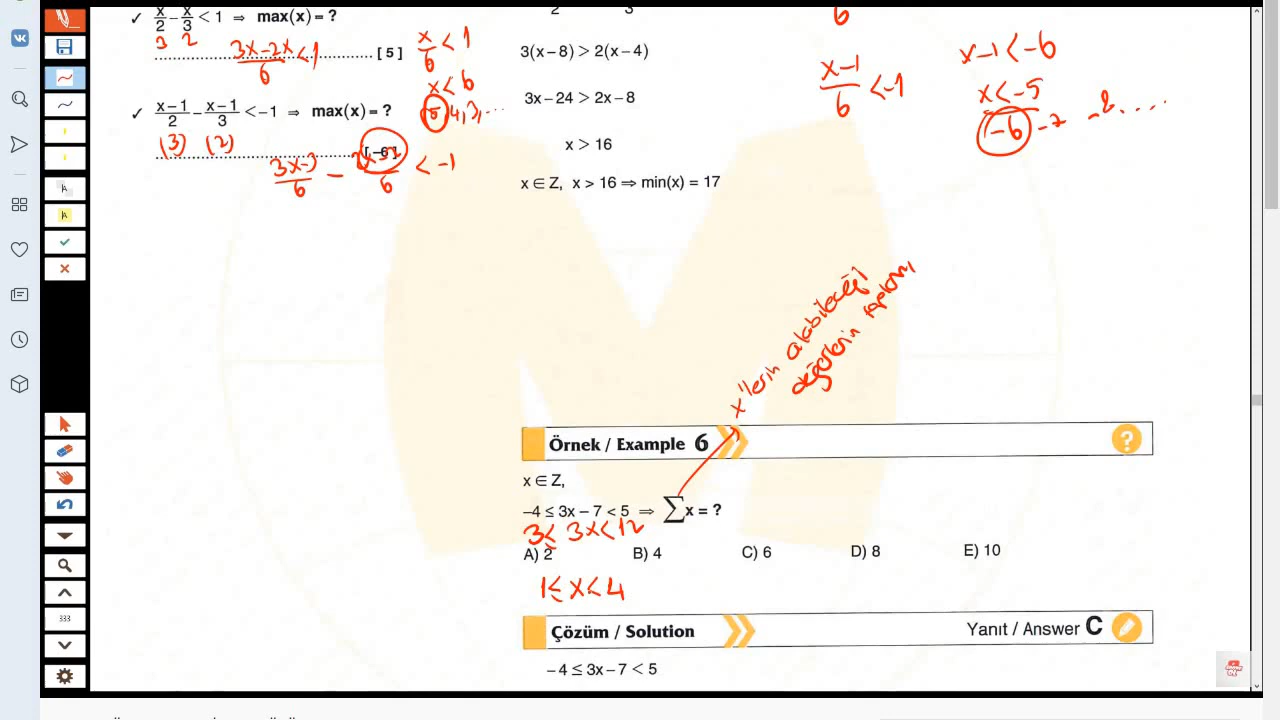 ✓ x/2 − x/3 < 1 ⇒ max(x) = ?
3 2
(3x−2x)/6 < 1
[ 5 ]
x/6 < 1
x < 6
5, 4, 3, ...
✓ (x−1)/2 − (x−1)/3 < −1 ⇒ max(x) = ?
(3) (2)
[ −6 ]
(3x−3)/6 − (2x−2)/6 < −1
2 3
3(x−8) > 2(x−4)
3x−24 > 2x−8
x > 16
x ∈ Z, x > 16 ⇒ min(x) = 17
6
(x−1)/6 < −1
x−1 < −6
x < −5
−6 −7 −8 ....
x'lerin alabileceği
değerlerin toplamı
Örnek / Example 6
?
x ∈ Z,
−4 ≤ 3x − 7 < 5 ⇒ ∑x = ?
3 ≤ 3x < 12
A) 2 B) 4 C) 6 D) 8 E) 10
1 ≤ x < 4
Çözüm / Solution
Yanıt / Answer C
−4 ≤ 3x − 7 < 5
333